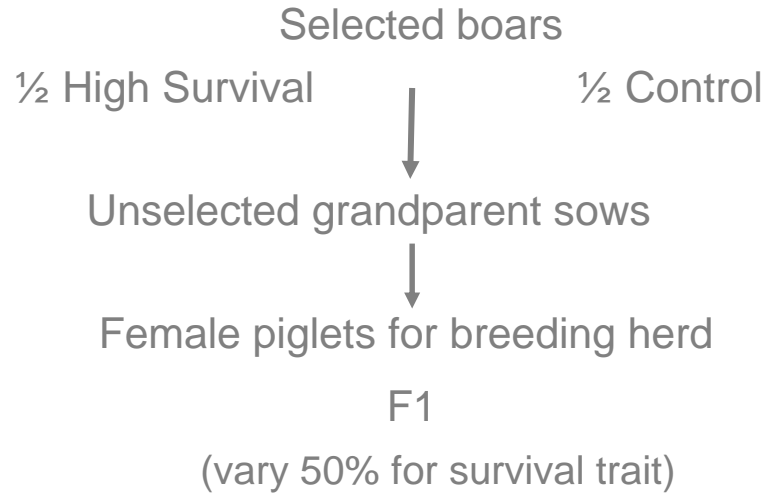 Selected boars
½ High Survival ½ Control
Unselected grandparent sows
Female piglets for breeding herd
F1
(vary 50% for survival trait)